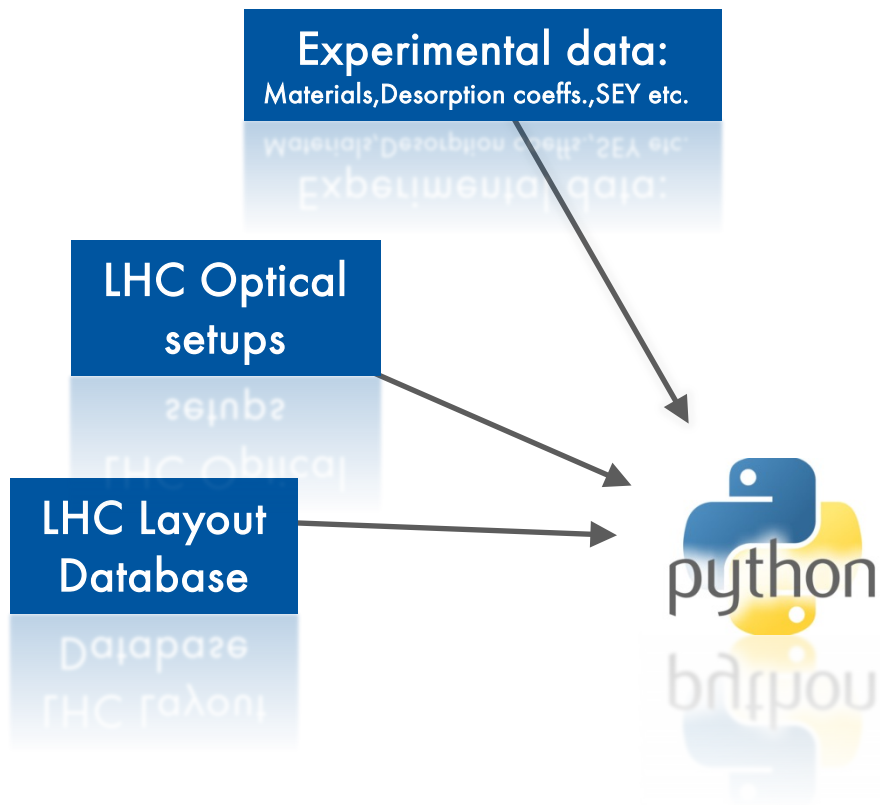 Experimental data:
Materials,Desorption coeffs.,SEY etc.
LHC Optical
setups
LHC Layout
Database
python